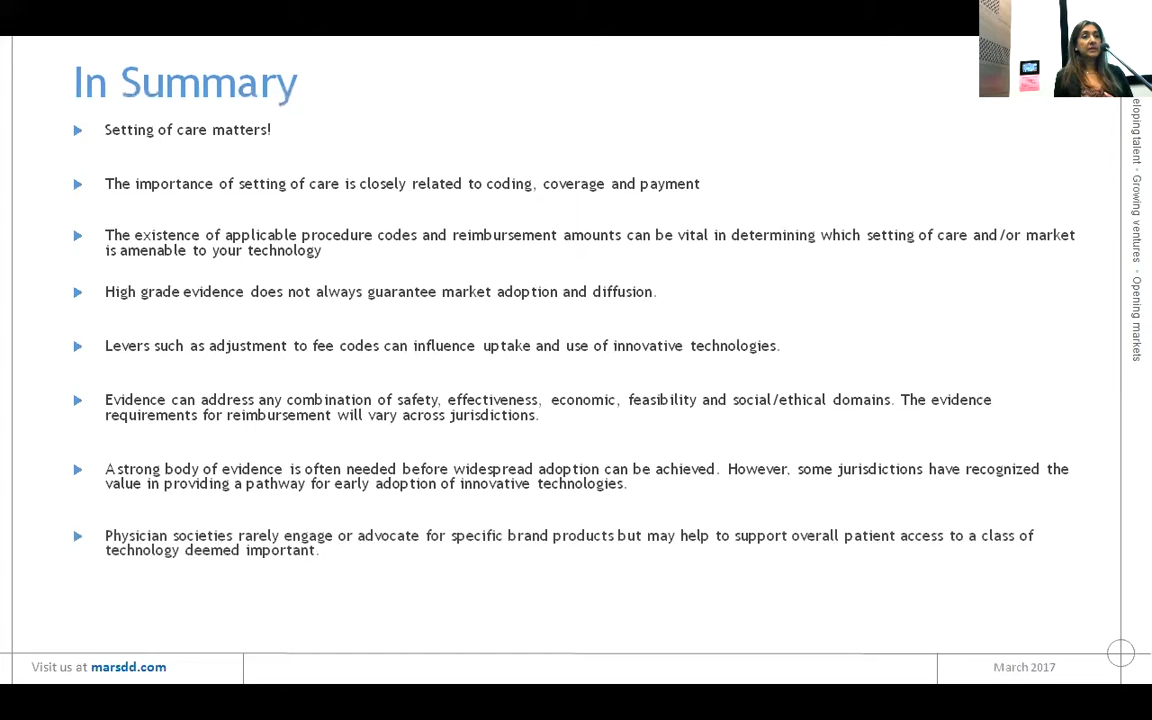 In Summary
Setting of care matters!
The importance of setting of care is closely related to coding, coverage and payment
The existence of applicable procedure codes and reimbursement amounts can be vital in determining which setting of care and/or market
is amenable to your technology
High grade evidence does not always guarantee market adoption and diffusion.
Levers such as adjustment to fee codes can influence uptake and use of innovative technologies.
Evidence can address any combination of safety, effectiveness, economic, feasibility and social/ethical domains. The evidence
requirements for reimbursement will vary across jurisdictions.
A strong body of evidence is often needed before widespread adoption can be achieved. However, some jurisdictions have recognized the
value in providing a pathway for early adoption of innovative technologies.
Physician societies rarely engage or advocate for specific brand products but may help to support overall patient access to a class of
technology deemed important.
eloping talent • Growing ventures • Opening markets
Visit us at marsdd.com
March 2017